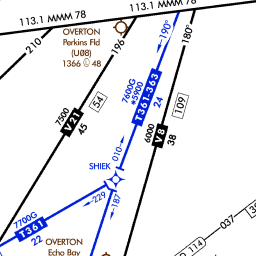 113.1 MMM 78
113.1 MMM 78
OVERTON
Perkins Fld
(U08)
1366 48
210
196
190°
180°
7600G
*5900
T361-363
24
7500
V21
45
54
109
6000
V8
38
SHIEK
010
229
187
7700G
T361
22
037
114
OVERTON
Echo Bay